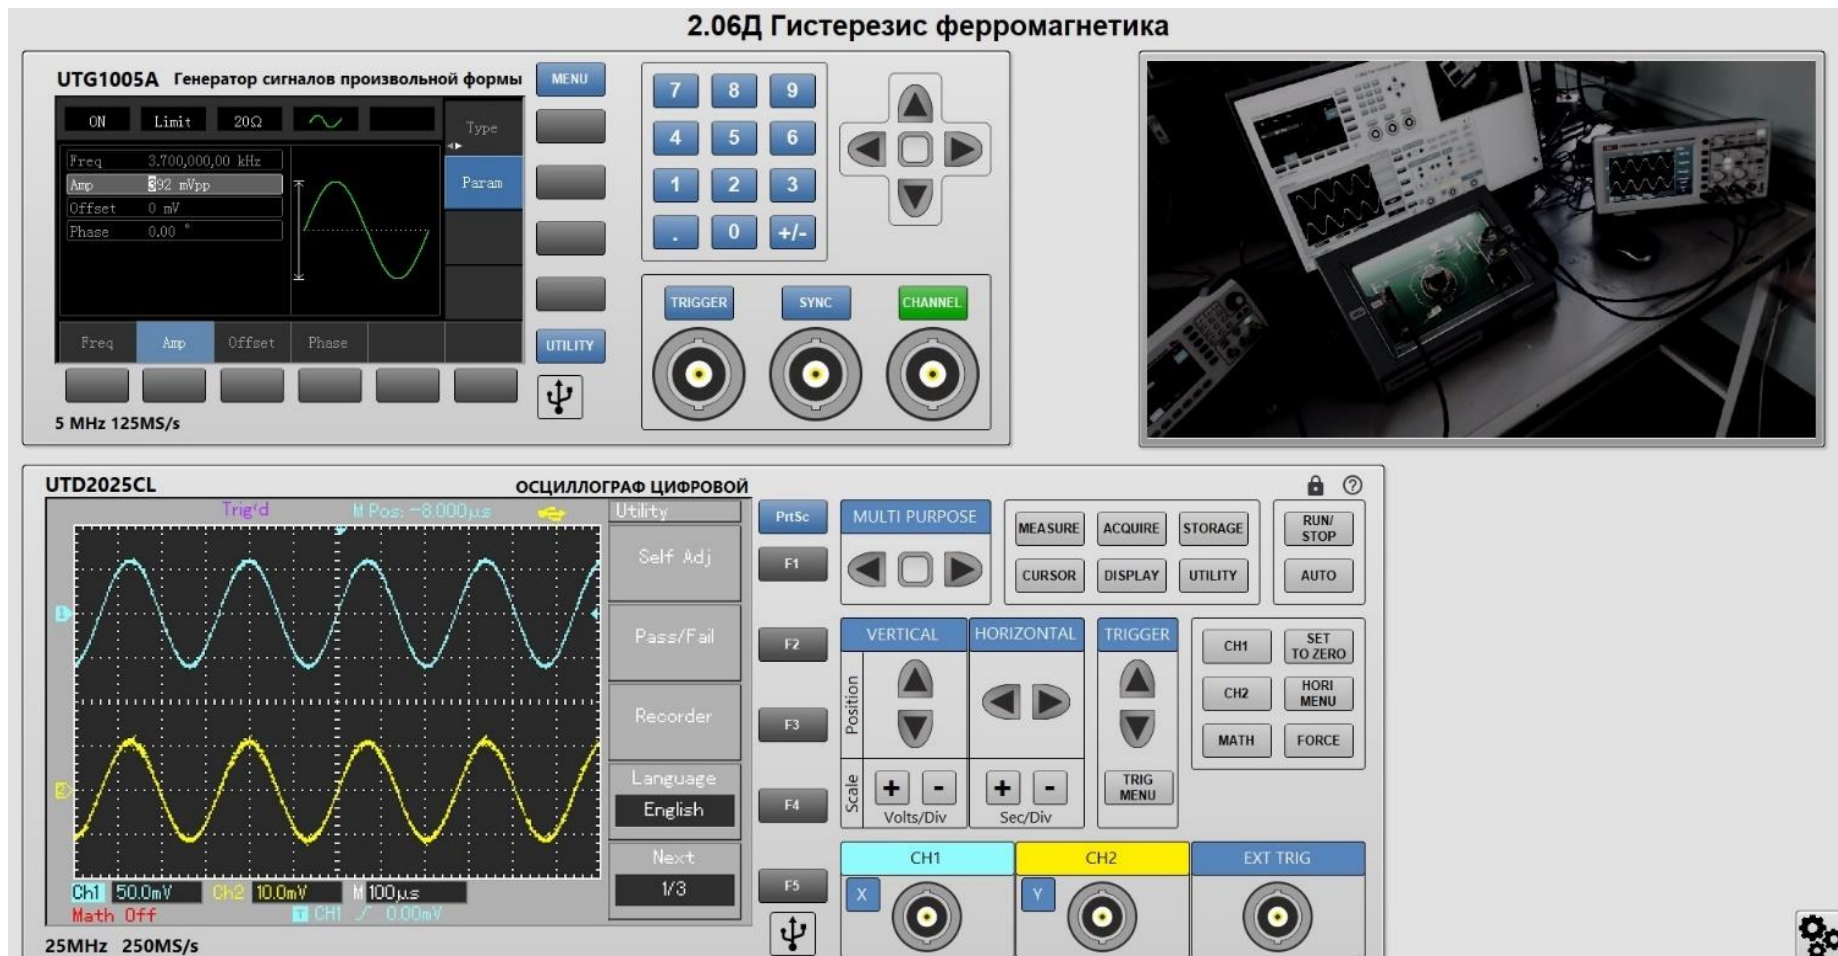 2.06Д Гистерезис ферромагнетика
UTG1005A Генератор сигналов произвольной формы
MENU
ON Limit 20Ω
Type
Freq 3.700,000,00 kHz
Amp 392 mVpp
Offset 0 mV
Phase 0.00 °
Param
Freq Amp Offset Phase
UTILITY
5 MHz 125MS/s
7 8 9
4 5 6
1 2 3
. 0 +/-
TRIGGER SYNC CHANNEL
UTD2025CL ОСЦИЛЛОГРАФ ЦИФРОВОЙ
Trig'd M Pos: -8.000μs
1
2
Ch1 50.0mV Ch2 10.0mV M 100μs
Math Off T CH1 0.00mV
25MHz 250MS/s
Utility
Self Adj
Pass/Fail
Recorder
Language
English
Next
1/3
PrtSc
F1
F2
F3
F4
F5
MULTI PURPOSE
MEASURE ACQUIRE STORAGE
CURSOR DISPLAY UTILITY
RUN/
STOP
AUTO
VERTICAL HORIZONTAL TRIGGER
Position
Scale
+ - + -
Volts/Div Sec/Div
TRIG
MENU
CH1 SET
TO ZERO
CH2 HORI
MENU
MATH FORCE
CH1 CH2 EXT TRIG
X Y